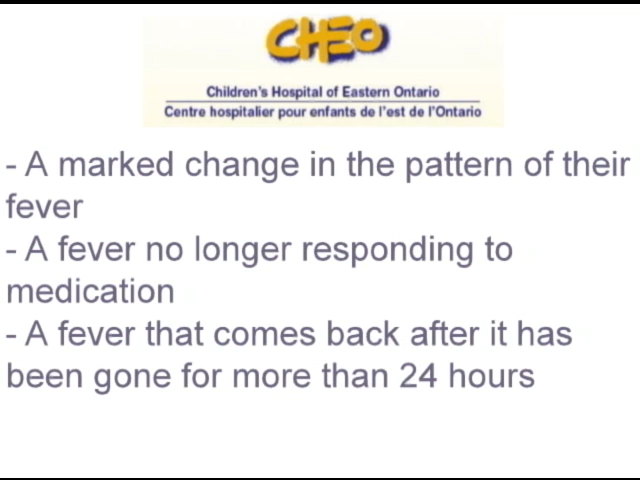 CHEO
Children's Hospital of Eastern Ontario
Centre hospitalier pour enfants de l'est de l'Ontario
- A marked change in the pattern of their
fever
- A fever no longer responding to
medication
- A fever that comes back after it has
been gone for more than 24 hours